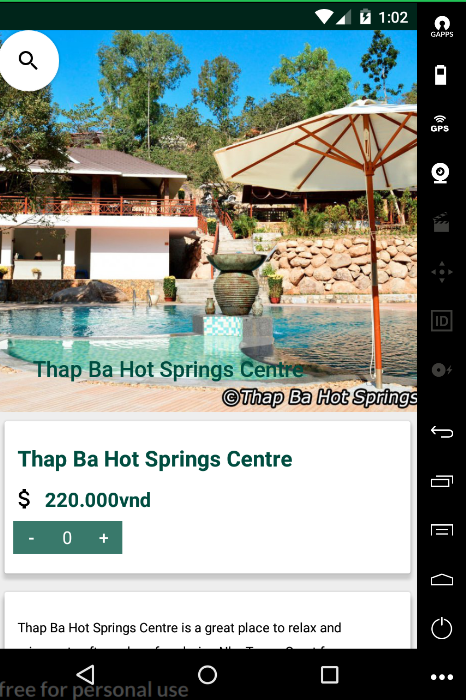 1:02
GAPPS
GPS
ID
Thap Ba Hot Springs Centre
©Thap Ba Hot Springs
Thap Ba Hot Springs Centre
$ 220.000vnd
- 0 +
Thap Ba Hot Springs Centre is a great place to relax and
free for personal use